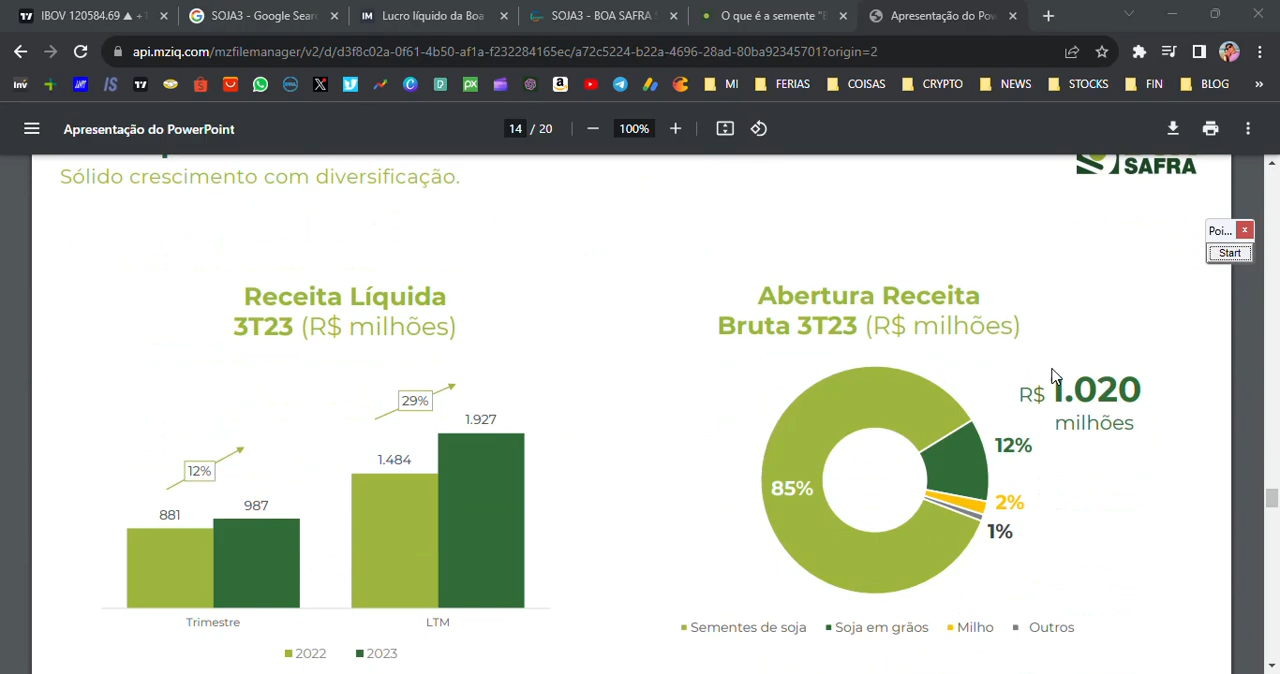 IBOV 120584.69 ▲ +1
SOJA3 - Google Sear
IM Lucro líquido da Boa
SOJA3 - BOA SAFRA
O que é a semente "B
Apresentação do Pow
api.mziq.com/mzfilemanager/v2/d/d3f8c02a-0f61-4b50-af1a-f232284165ec/a72c5224-b22a-4696-28ad-80ba92345701?origin=2
MI FERIAS COISAS CRYPTO NEWS STOCKS FIN BLOG »
Apresentação do PowerPoint
14 / 20
100%
Sólido crescimento com diversificação.
SAFRA
Poi...
Start
Receita Líquida
3T23 (R$ milhões)
29%
1.927
1.484
12%
987
881
Trimestre LTM
2022 2023
Abertura Receita
Bruta 3T23 (R$ milhões)
R$ 1.020
milhões
12%
85%
2%
1%
Sementes de soja Soja em grãos Milho Outros